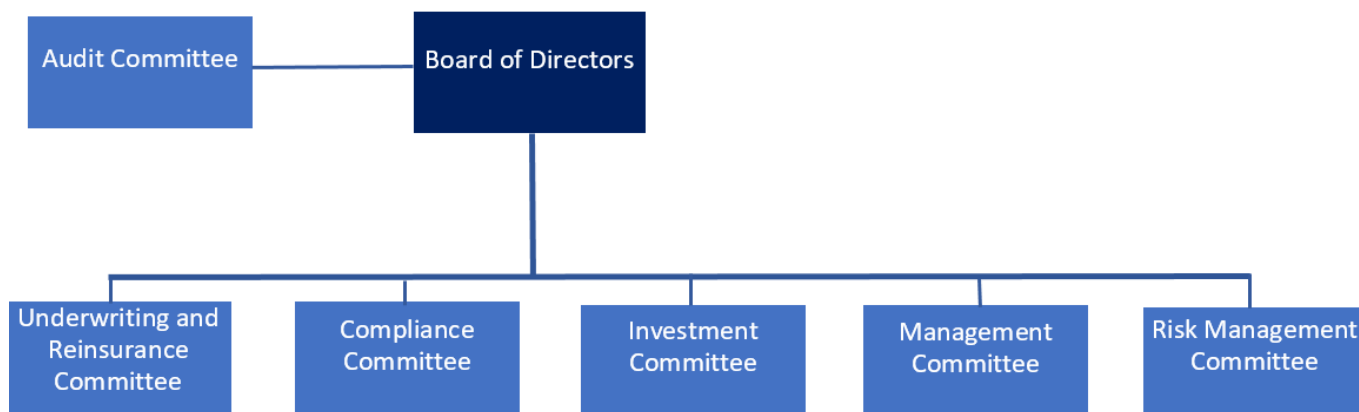 Audit Committee
Board of Directors
Underwriting and
Reinsurance
Committee
Compliance
Committee
Investment
Committee
Management
Committee
Risk Management
Committee